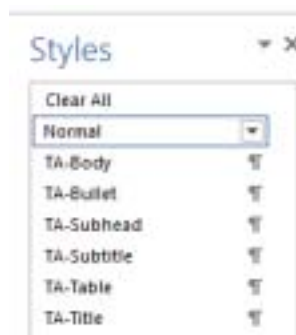 Styles
Clear All
Normal
TA-Body ¶
TA-Bullet ¶
TA-Subhead ¶
TA-Subtitle ¶
TA-Table ¶
TA-Title ¶